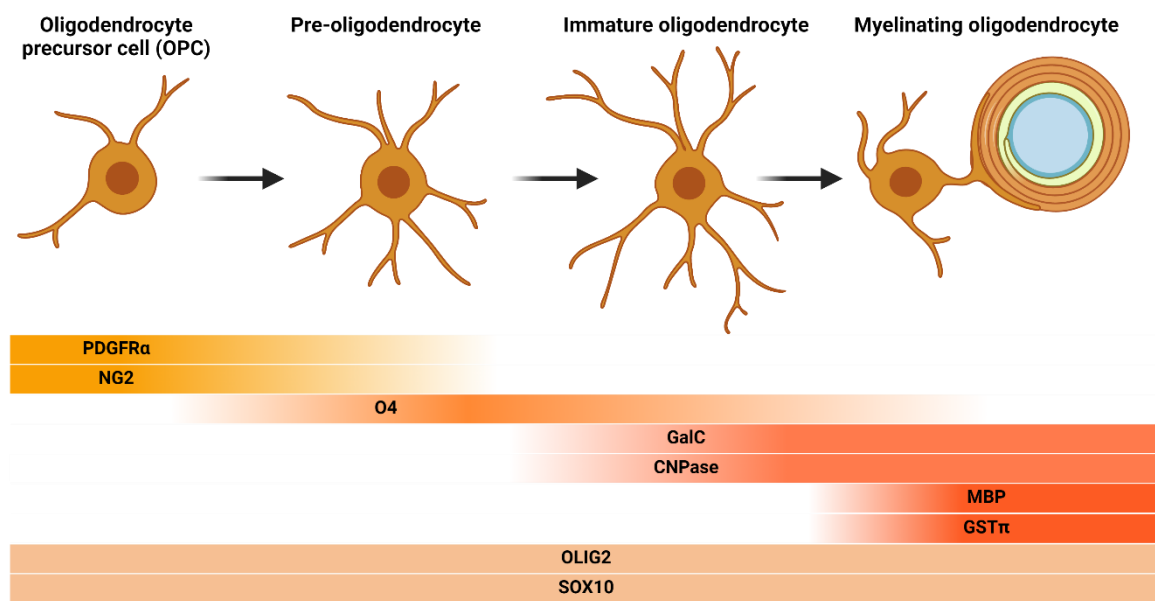 Oligodendrocyte
precursor cell (OPC)
Pre-oligodendrocyte
Immature oligodendrocyte
Myelinating oligodendrocyte
PDGFRα
NG2
O4
GalC
CNPase
MBP
GSTπ
OLIG2
SOX10